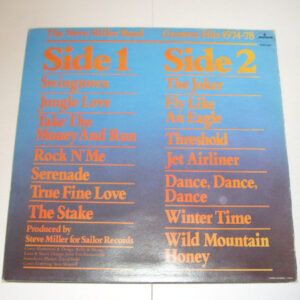 The Steve Miller Band
Greatest Hits 1974-78
Side 1
Swingtown
Jungle Love
Take The
Money And Run
Rock N' Me
Serenade
True Fine Love
The Stake
Produced by
Steve Miller for Sailor Records
Side 2
The Joker
Fly Like
An Eagle
Threshold
Jet Airliner
Dance, Dance,
Dance
Winter Time
Wild Mountain
Honey